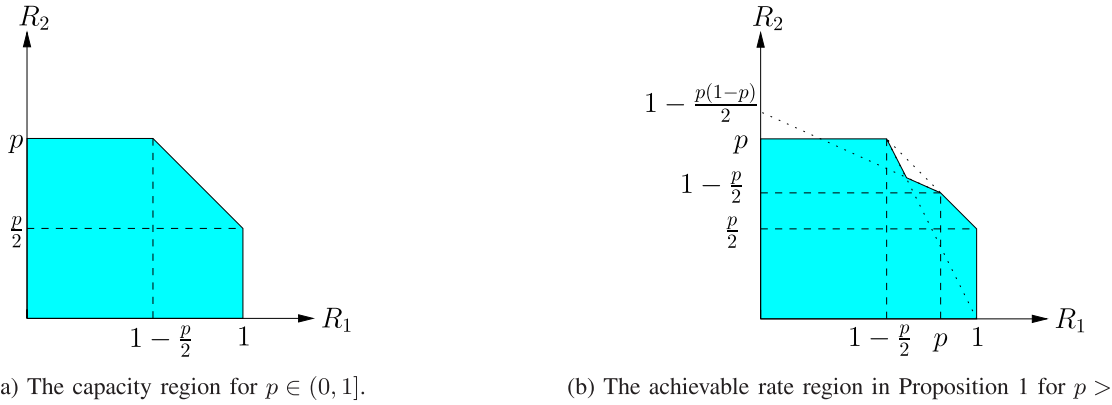 R₂
p
p/2
1 − p/2
1
R₁
a) The capacity region for p ∈ (0, 1].
R₂
1 − p(1−p)/2
p
1 − p/2
p/2
1 − p/2
p
1
R₁
(b) The achievable rate region in Proposition 1 for p >